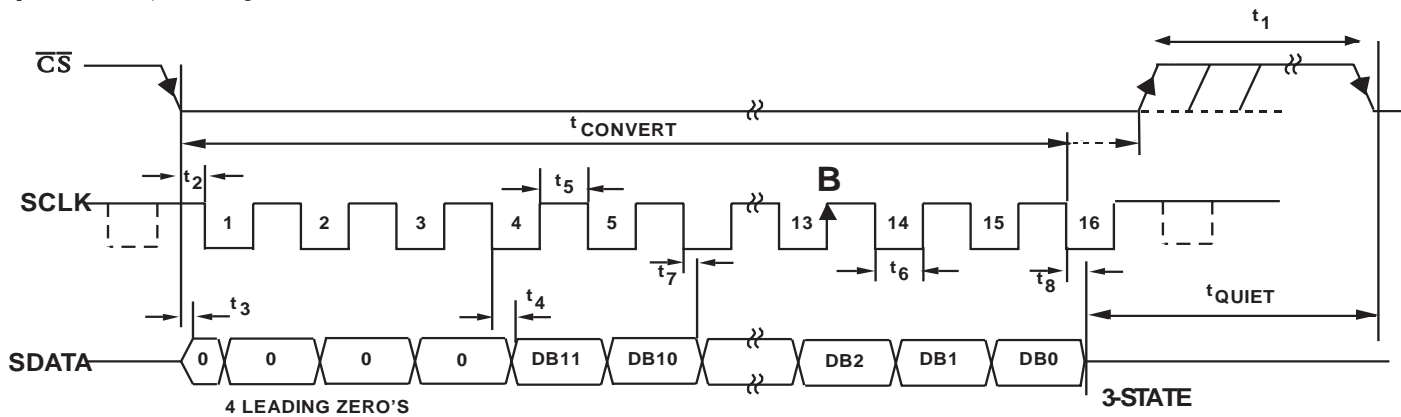 t1
CS
tCONVERT
t2
t5
B
SCLK
1 2 3 4 5 13 14 15 16
t7 t6 t8
t3 t4 tQUIET
SDATA
0 0 0 0 DB11 DB10 DB2 DB1 DB0
4 LEADING ZERO'S
3-STATE